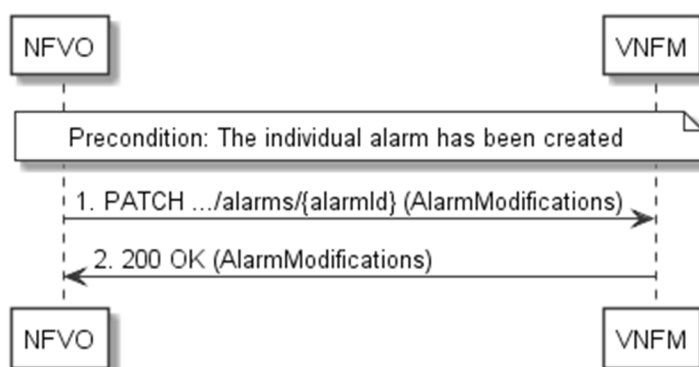 NFVO
VNFM
Precondition: The individual alarm has been created
1. PATCH .../alarms/{alarmId} (AlarmModifications)
2. 200 OK (AlarmModifications)
NFVO
VNFM